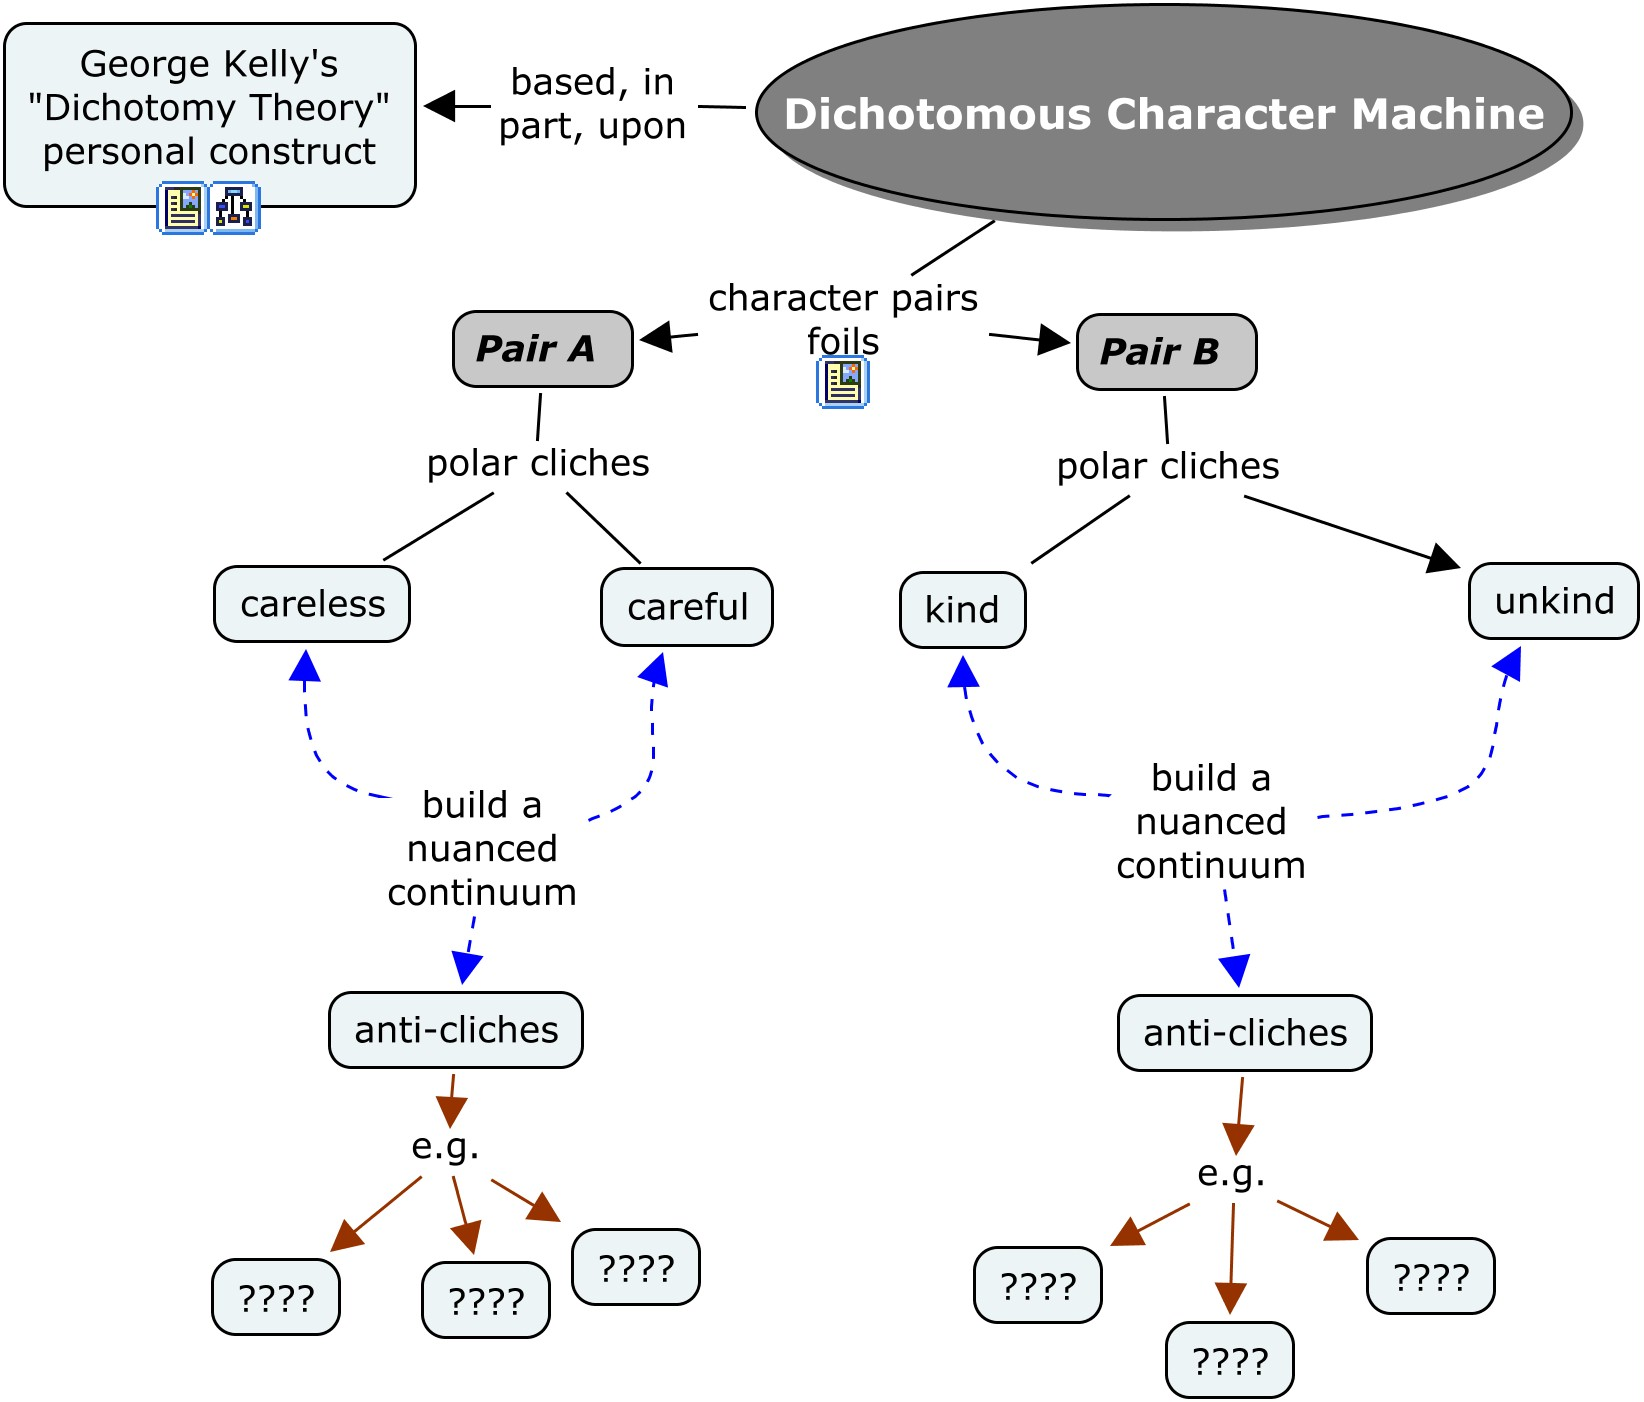 George Kelly's
"Dichotomy Theory"
personal construct
based, in
part, upon
Dichotomous Character Machine
character pairs
foils
Pair A
Pair B
polar cliches
polar cliches
careless
careful
kind
unkind
build a
nuanced
continuum
build a
nuanced
continuum
anti-cliches
anti-cliches
e.g.
e.g.
????
????
????
????
????
????